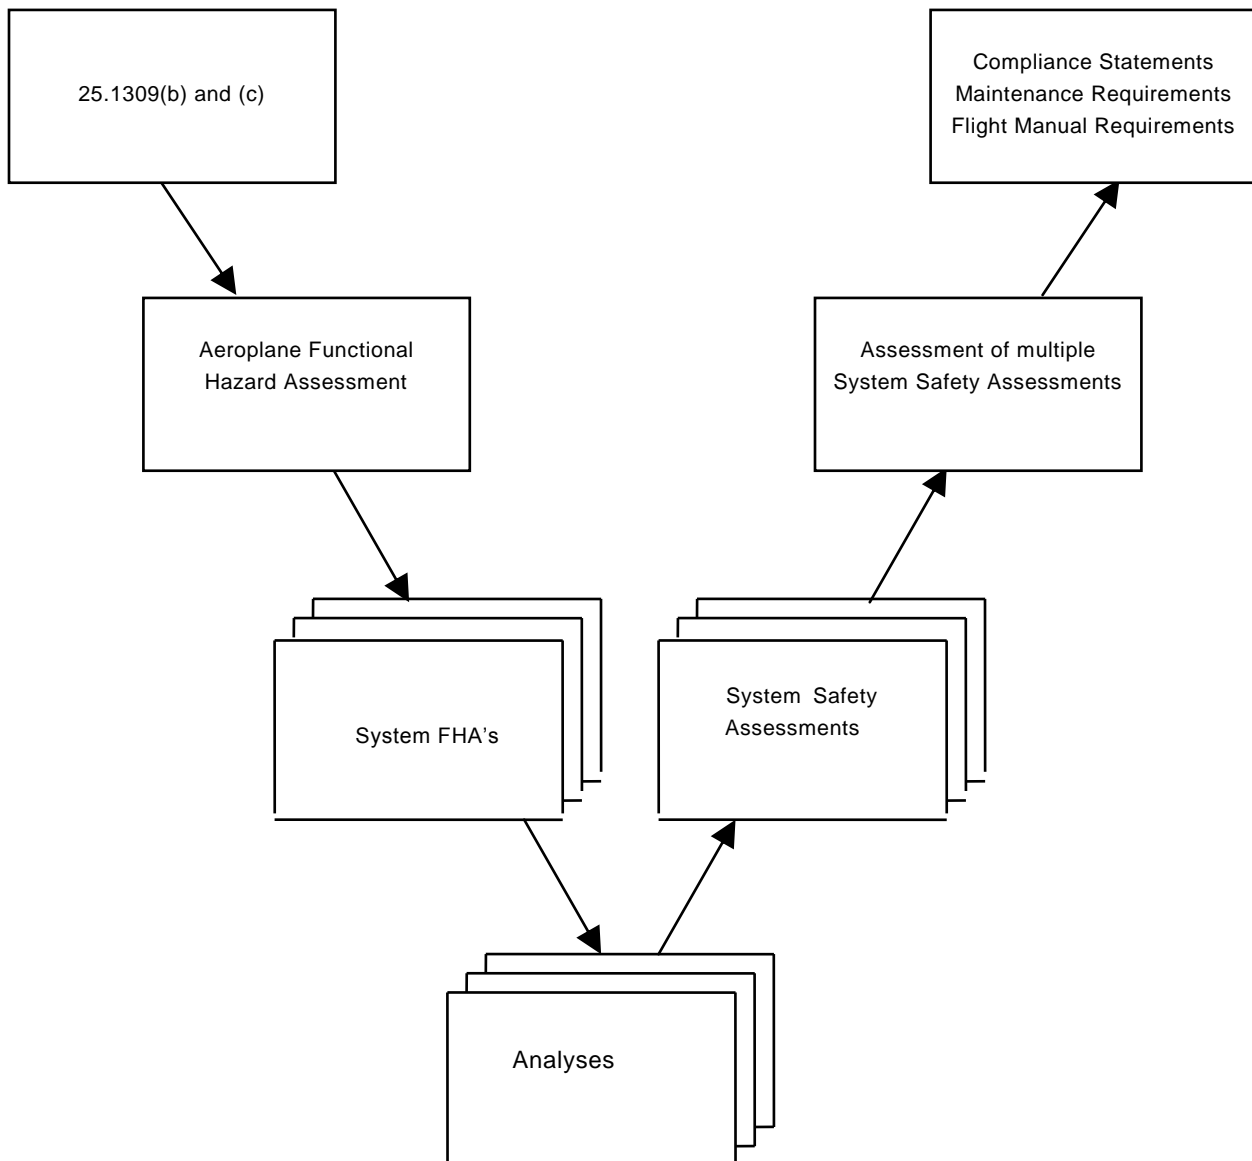 25.1309(b) and (c)
Compliance Statements
Maintenance Requirements
Flight Manual Requirements
Aeroplane Functional
Hazard Assessment
Assessment of multiple
System Safety Assessments
System FHA’s
System Safety
Assessments
Analyses